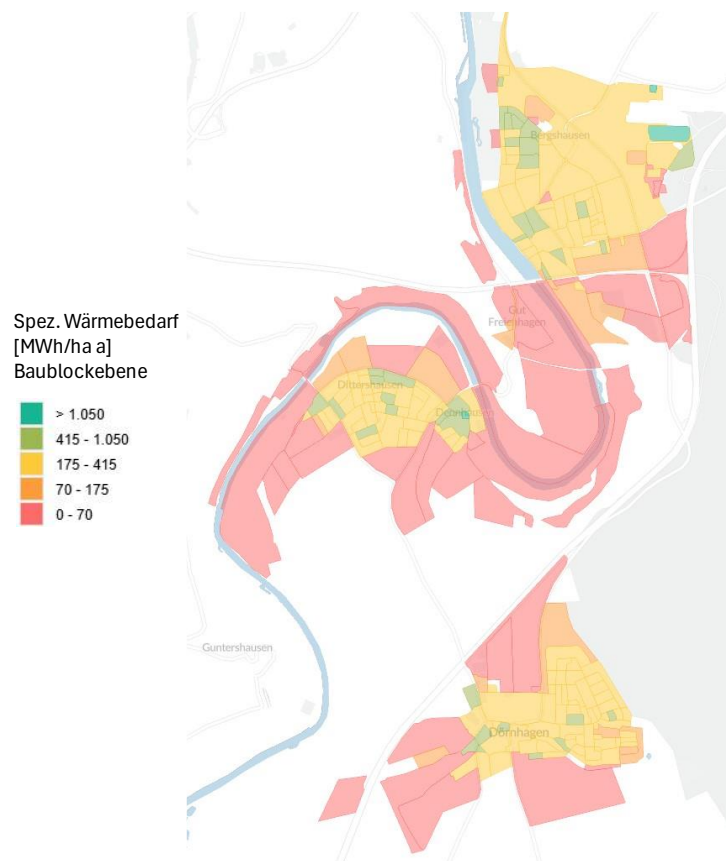 Bergshausen
Spez. Wärmebedarf
[MWh/ha a]
Baublockebene
Gut
Freienhagen
Dittershausen
Dennhausen
> 1.050
415 - 1.050
175 - 415
70 - 175
0 - 70
Guntershausen
Dörnhagen